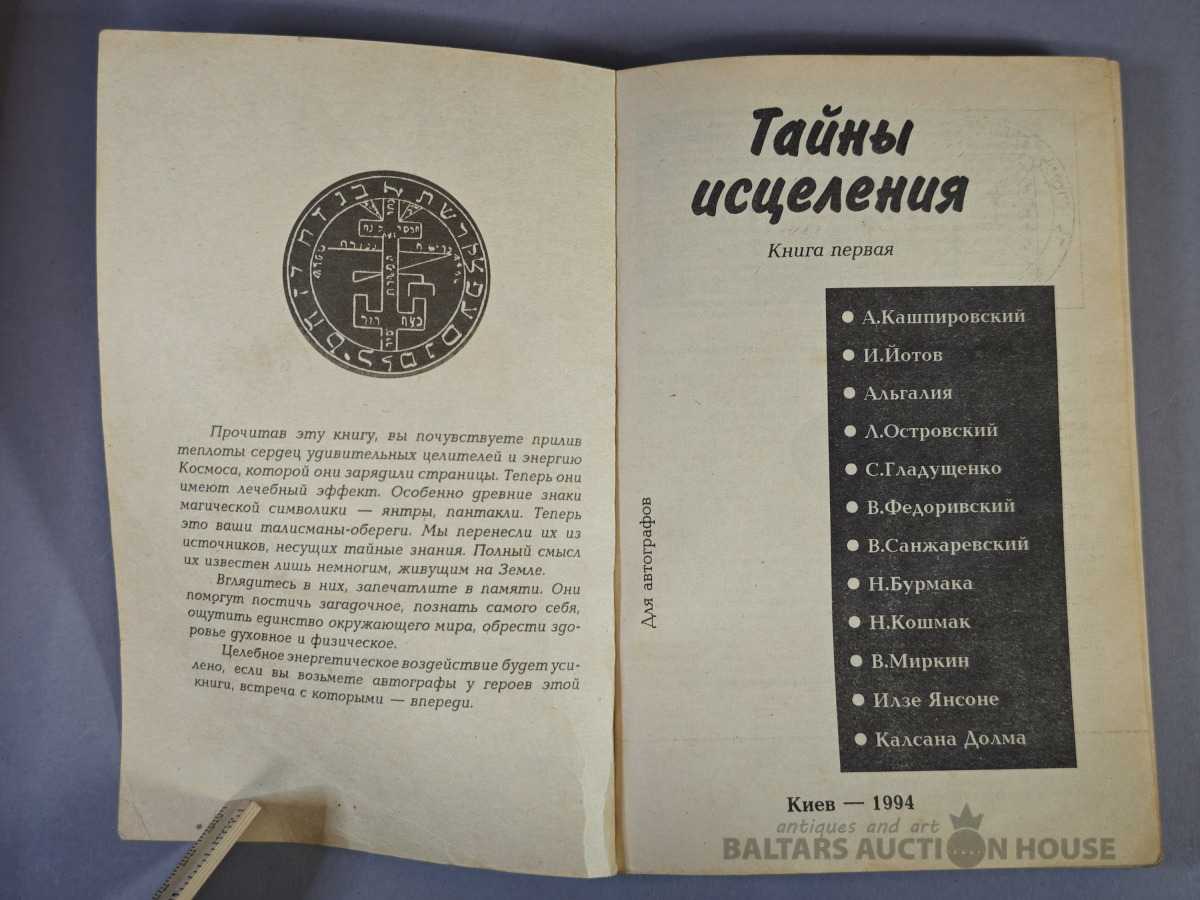 Прочитав эту книгу, вы почувствуете прилив
теплоты сердец удивительных целителей и энергию
Космоса, которой они зарядили страницы. Теперь они
имеют лечебный эффект. Особенно древние знаки
магической символики — янтры, пантакли. Теперь
это ваши талисманы-обереги. Мы перенесли их из
источников, несущих тайные знания. Полный смысл
их известен лишь немногим, живущим на Земле.
Вглядитесь в них, запечатлите в памяти. Они
помогут постичь загадочное, познать самого себя,
ощутить единство окружающего мира, обрести здо-
ровье духовное и физическое.
Целебное энергетическое воздействие будет уси-
лено, если вы возьмете автографы у героев этой
книги, встреча с которыми — впереди.
Тайны
исцеления
Книга первая
А.Кашпировский
И.Йотов
Альгалия
Л.Островский
С.Гладущенко
В.Федоривский
В.Санжаревский
Н.Бурмака
Н.Кошмак
В.Миркин
Илзе Янсоне
Калсана Долма
Для автографов
Киев — 1994
antiques and art
BALTARS AUCTION HOUSE